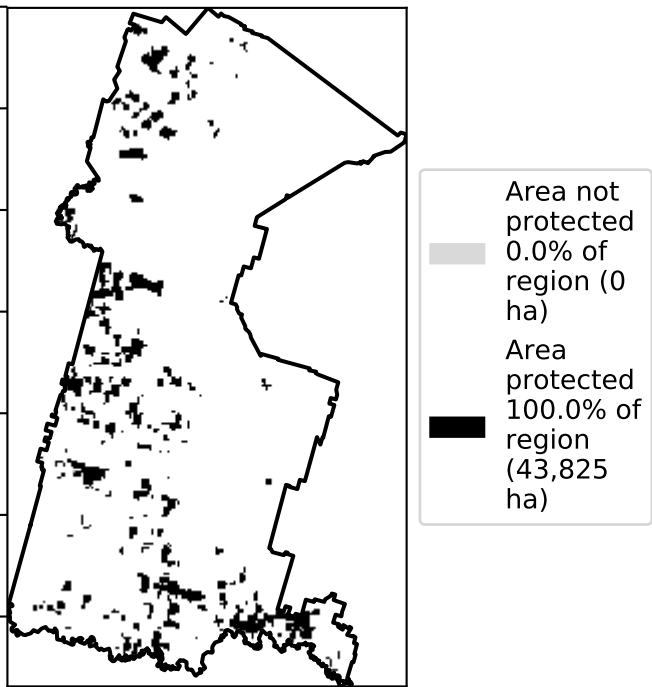 Area not
protected
0.0% of
region (0
ha)
Area
protected
100.0% of
region
(43,825
ha)